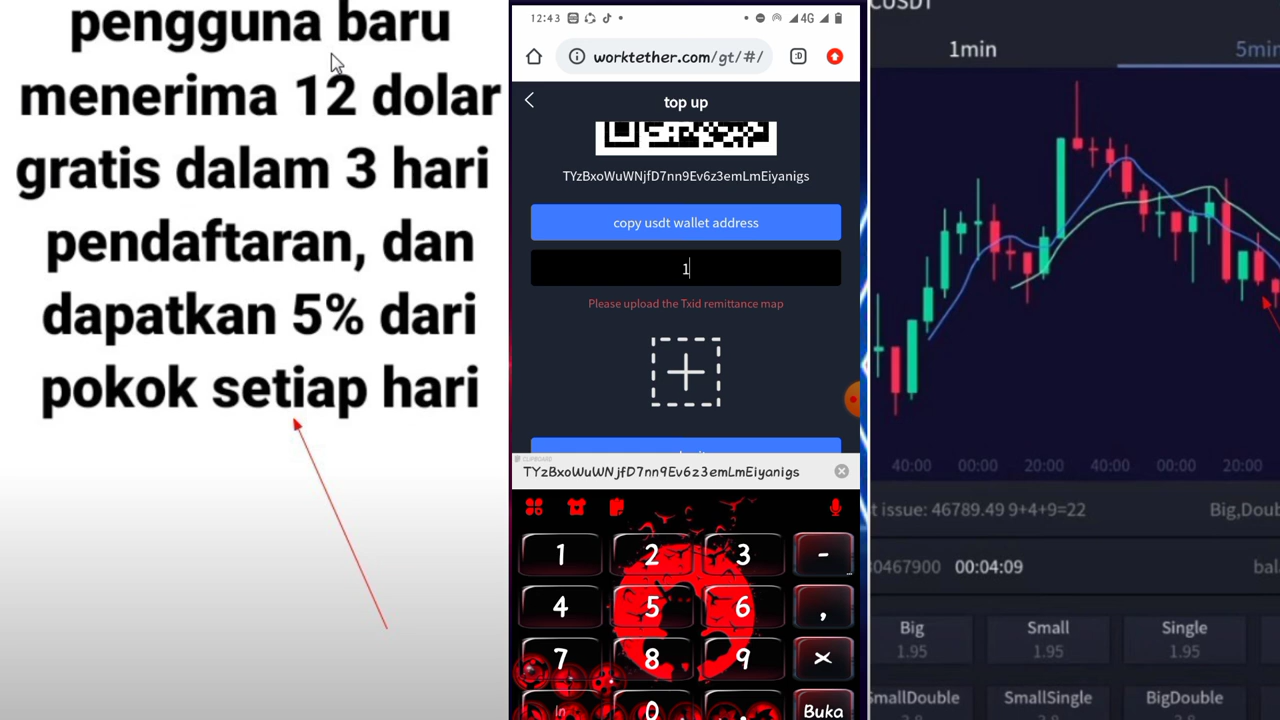 pengguna baru
menerima 12 dolar
gratis dalam 3 hari
pendaftaran, dan
dapatkan 5% dari
pokok setiap hari
12:43
4G
worktether.com/gt/#/
:D
top up
TYzBxoWuWNjfD7nn9Ev6z3emLmEiyanigs
copy usdt wallet address
1
Please upload the Txid remittance map
CLIPBOARD
TYzBxoWuWNjfD7nn9Ev6z3emLmEiyanigs
1 2 3 -
4 5 6 ,
7 8 9
0 . Buka
1min 5min
40:00 00:00 20:00 40:00 00:00 20:00
t issue: 46789.49 9+4+9=22 Big,Doub
0467900 00:04:09 bal
Big Small Single
1.95 1.95 1.95
SmallDouble SmallSingle BigDouble